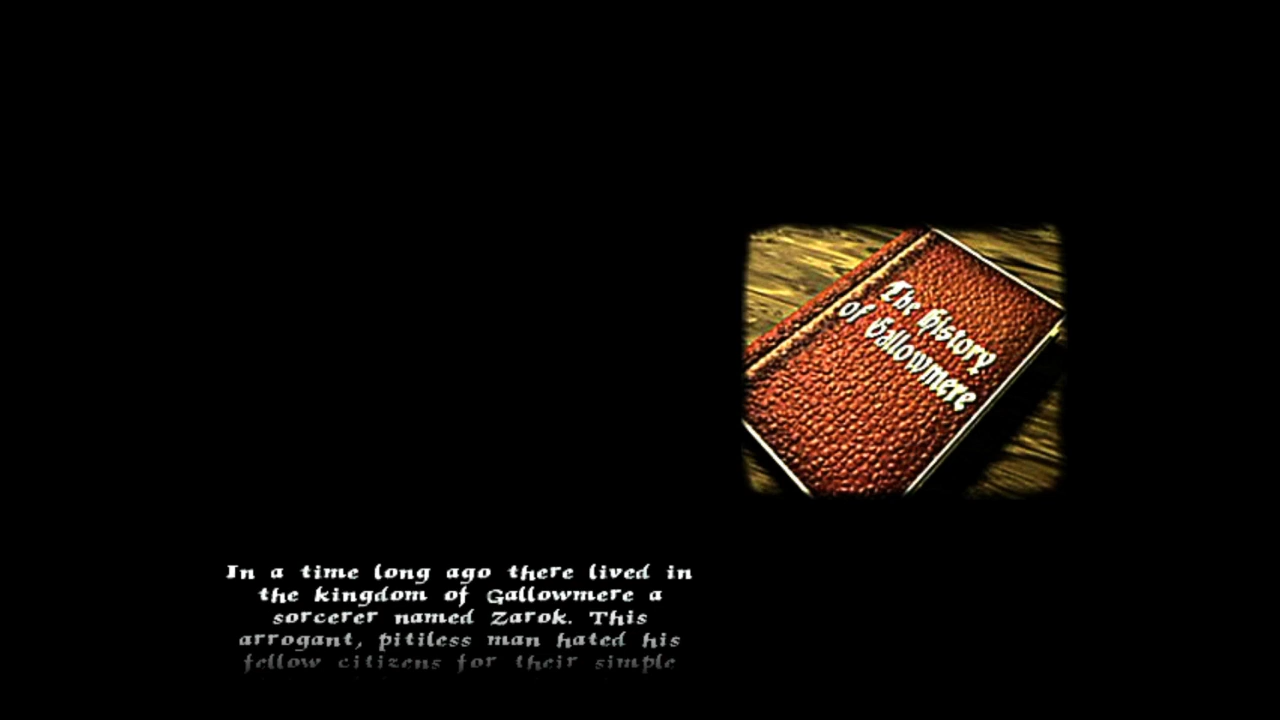 The History
of Gallowmere
In a time long ago there lived in
the kingdom of Gallowmere a
sorcerer named Zarok. This
arrogant, pitiless man hated his
fellow citizens for their simple